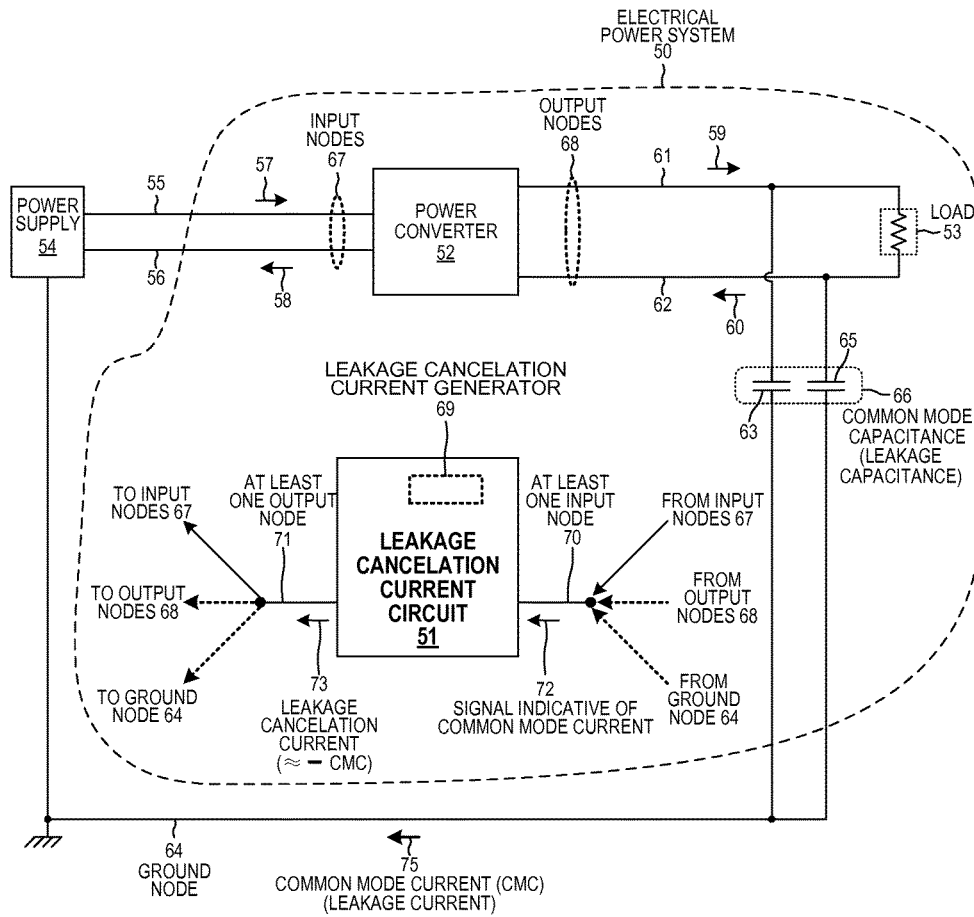 ELECTRICAL
POWER SYSTEM
50
INPUT
NODES
67
OUTPUT
NODES
68
59
57
61
55
POWER
SUPPLY
54
POWER
CONVERTER
52
LOAD
53
56
58
62
60
65
63
66
COMMON MODE
CAPACITANCE
(LEAKAGE
CAPACITANCE)
LEAKAGE CANCELATION
CURRENT GENERATOR
69
TO INPUT
NODES 67
AT LEAST
ONE OUTPUT
NODE
71
LEAKAGE
CANCELATION
CURRENT
CIRCUIT
51
AT LEAST
ONE INPUT
NODE
70
FROM INPUT
NODES 67
TO OUTPUT
NODES 68
FROM
OUTPUT
NODES 68
TO GROUND
NODE 64
73
LEAKAGE
CANCELATION
CURRENT
(≈ − CMC)
72
SIGNAL INDICATIVE OF
COMMON MODE CURRENT
FROM
GROUND
NODE 64
64
GROUND
NODE
75
COMMON MODE CURRENT (CMC)
(LEAKAGE CURRENT)